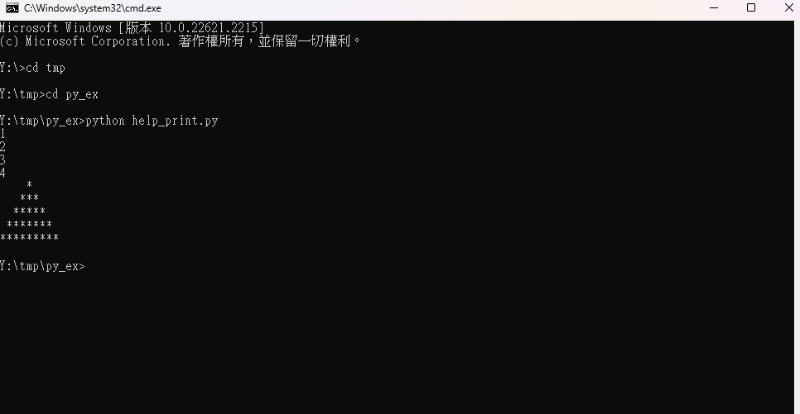 C:\Windows\system32\cmd.exe
Microsoft Windows [版本 10.0.22621.2215]
(c) Microsoft Corporation. 著作權所有，並保留一切權利。
Y:\>cd tmp
Y:\tmp>cd py_ex
Y:\tmp\py_ex>python help_print.py
1
2
3
4
    *
   ***
  *****
 *******
*********
Y:\tmp\py_ex>